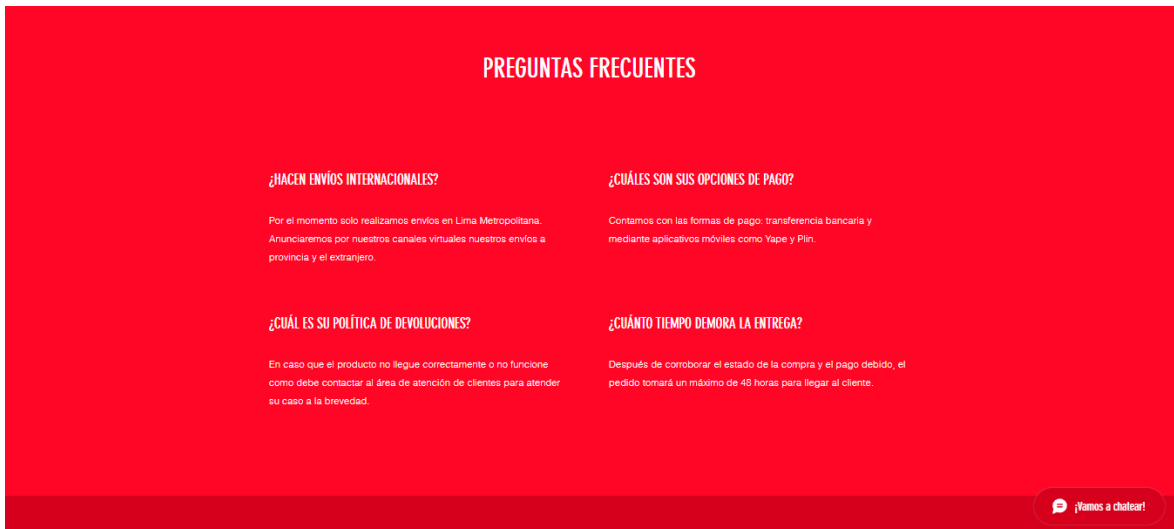 PREGUNTAS FRECUENTES
¿HACEN ENVÍOS INTERNACIONALES?
Por el momento solo realizamos envíos en Lima Metropolitana.
Anunciaremos por nuestros canales virtuales nuestros envíos a
provincia y el extranjero.
¿CUÁLES SON SUS OPCIONES DE PAGO?
Contamos con las formas de pago: transferencia bancaria y
mediante aplicativos móviles como Yape y Plin.
¿CUÁL ES SU POLÍTICA DE DEVOLUCIONES?
En caso que el producto no llegue correctamente o no funcione
como debe contactar al área de atención de clientes para atender
su caso a la brevedad.
¿CUÁNTO TIEMPO DEMORA LA ENTREGA?
Después de corroborar el estado de la compra y el pago debido, el
pedido tomará un máximo de 48 horas para llegar al cliente.
¡Vamos a chatear!